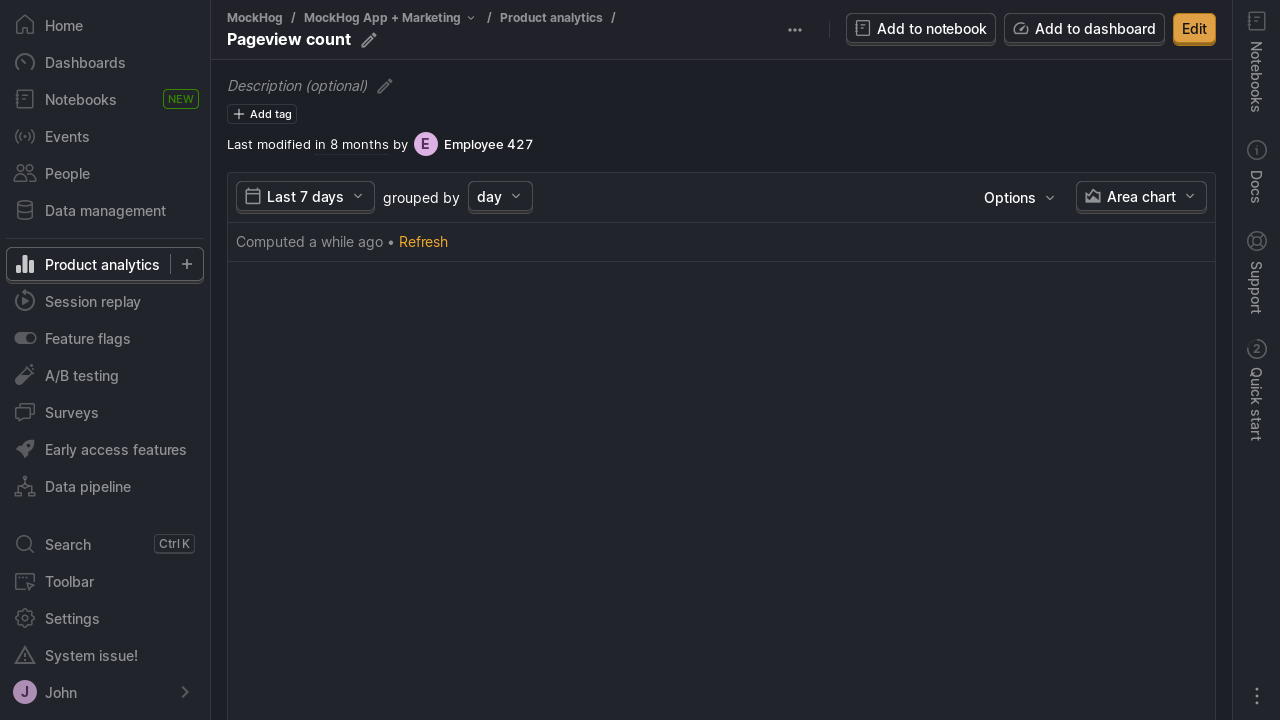 Home
Dashboards
Notebooks NEW
Events
People
Data management
Product analytics
Session replay
Feature flags
A/B testing
Surveys
Early access features
Data pipeline
Search Ctrl K
Toolbar
Settings
System issue!
J John
MockHog / MockHog App + Marketing / Product analytics /
Pageview count
Add to notebook Add to dashboard Edit
Description (optional)
Add tag
Last modified in 8 months by E Employee 427
Last 7 days grouped by day Options Area chart
Computed a while ago • Refresh
Notebooks
Docs
Support
2 Quick start